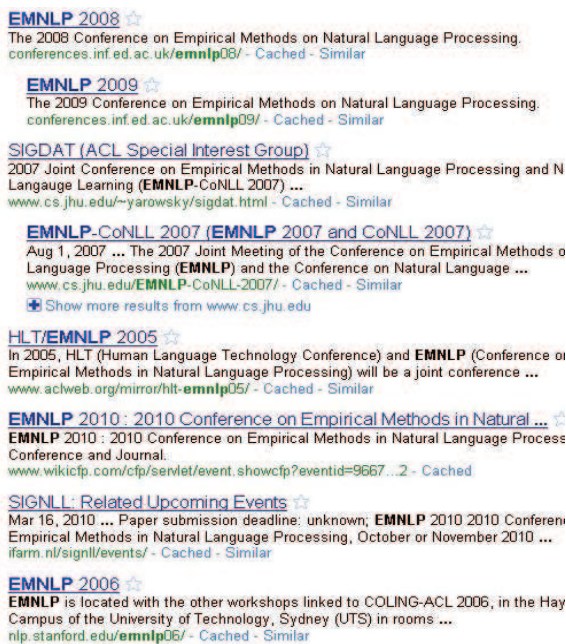 EMNLP 2008
The 2008 Conference on Empirical Methods on Natural Language Processing.
conferences.inf.ed.ac.uk/emnlp08/ - Cached - Similar
EMNLP 2009
The 2009 Conference on Empirical Methods on Natural Language Processing.
conferences.inf.ed.ac.uk/emnlp09/ - Cached - Similar
SIGDAT (ACL Special Interest Group)
2007 Joint Conference on Empirical Methods in Natural Language Processing and N
Langauge Learning (EMNLP-CoNLL 2007) ...
www.cs.jhu.edu/~yarowsky/sigdat.html - Cached - Similar
EMNLP-CoNLL 2007 (EMNLP 2007 and CoNLL 2007)
Aug 1, 2007 ... The 2007 Joint Meeting of the Conference on Empirical Methods o
Language Processing (EMNLP) and the Conference on Natural Language ...
www.cs.jhu.edu/EMNLP-CoNLL-2007/ - Cached - Similar
Show more results from www.cs.jhu.edu
HLT/EMNLP 2005
In 2005, HLT (Human Language Technology Conference) and EMNLP (Conference on
Empirical Methods in Natural Language Processing) will be a joint conference ...
www.aclweb.org/mirror/hlt-emnlp05/ - Cached - Similar
EMNLP 2010 : 2010 Conference on Empirical Methods in Natural ...
EMNLP 2010 : 2010 Conference on Empirical Methods in Natural Language Process
Conference and Journal.
www.wikicfp.com/cfp/servlet/event.showcfp?eventid=9667...2 - Cached
SIGNLL: Related Upcoming Events
Mar 16, 2010 ... Paper submission deadline: unknown; EMNLP 2010 2010 Conferenc
Empirical Methods in Natural Language Processing, October or November 2010 ...
ifarm.nl/signll/events/ - Cached - Similar
EMNLP 2006
EMNLP is located with the other workshops linked to COLING-ACL 2006, in the Hay
Campus of the University of Technology, Sydney (UTS) in rooms ...
nlp.stanford.edu/emnlp06/ - Cached - Similar